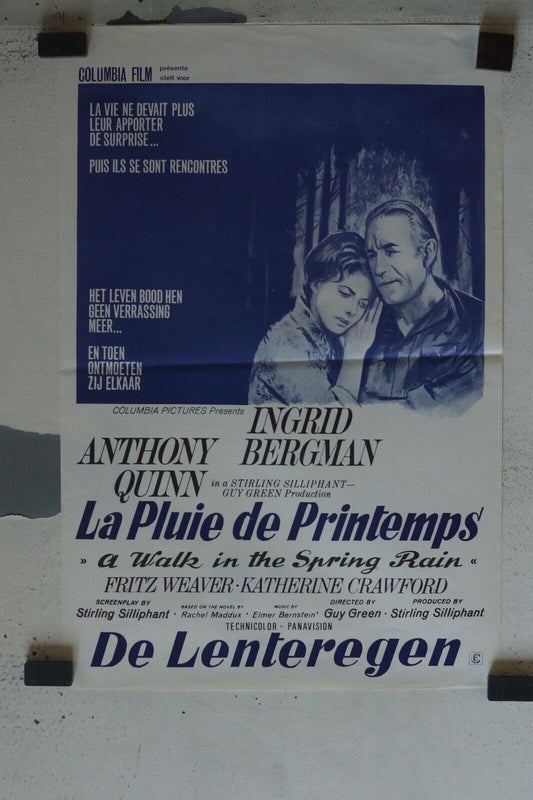 COLUMBIA FILM présente
stelt voor
LA VIE NE DEVAIT PLUS
LEUR APPORTER
DE SURPRISE...
PUIS ILS SE SONT RENCONTRES
HET LEVEN BOOD HEN
GEEN VERRASSING
MEER...
EN TOEN
ONTMOETEN
ZIJ ELKAAR
COLUMBIA PICTURES Presents
INGRID
BERGMAN
ANTHONY
QUINN
in a STIRLING SILLIPHANT—
GUY GREEN Production
La Pluie de Printemps
» a Walk in the Spring Rain «
FRITZ WEAVER · KATHERINE CRAWFORD
SCREENPLAY BY BASED ON THE NOVEL BY MUSIC BY DIRECTED BY PRODUCED BY
Stirling Silliphant · Rachel Maddux · Elmer Bernstein · Guy Green · Stirling Silliphant
TECHNICOLOR - PANAVISION
De Lenteregen